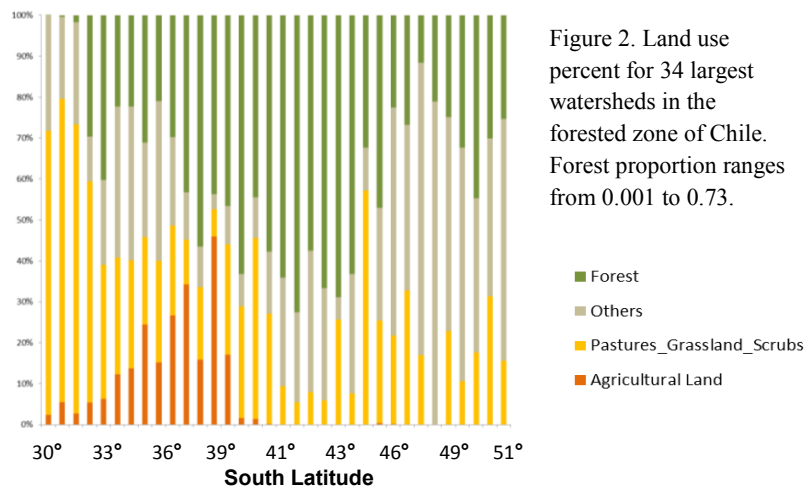 100%
90%
80%
70%
60%
50%
40%
30%
20%
10%
0%
30° 33° 36° 39° 41° 43° 46° 49° 51°
South Latitude
Figure 2. Land use
percent for 34 largest
watersheds in the
forested zone of Chile.
Forest proportion ranges
from 0.001 to 0.73.
Forest
Others
Pastures_Grassland_Scrubs
Agricultural Land